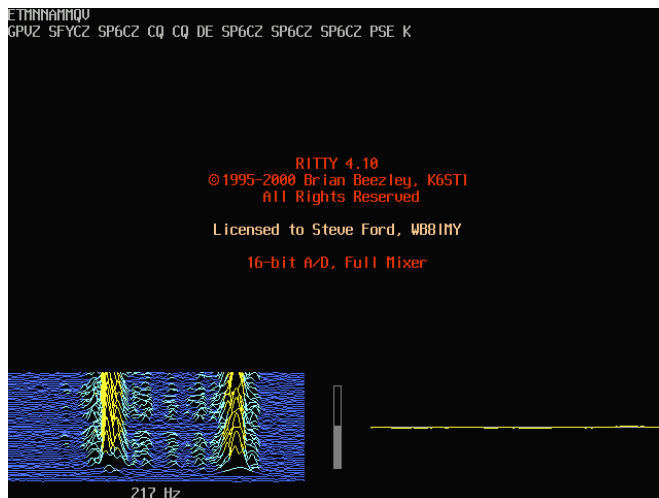 ETMNNAMMQV
GPVZ SFYCZ SP6CZ CQ CQ DE SP6CZ SP6CZ SP6CZ PSE K
RITTY 4.10
©1995-2000 Brian Beezley, K6STI
All Rights Reserved
Licensed to Steve Ford, WB8IMY
16-bit A/D, Full Mixer
217 Hz